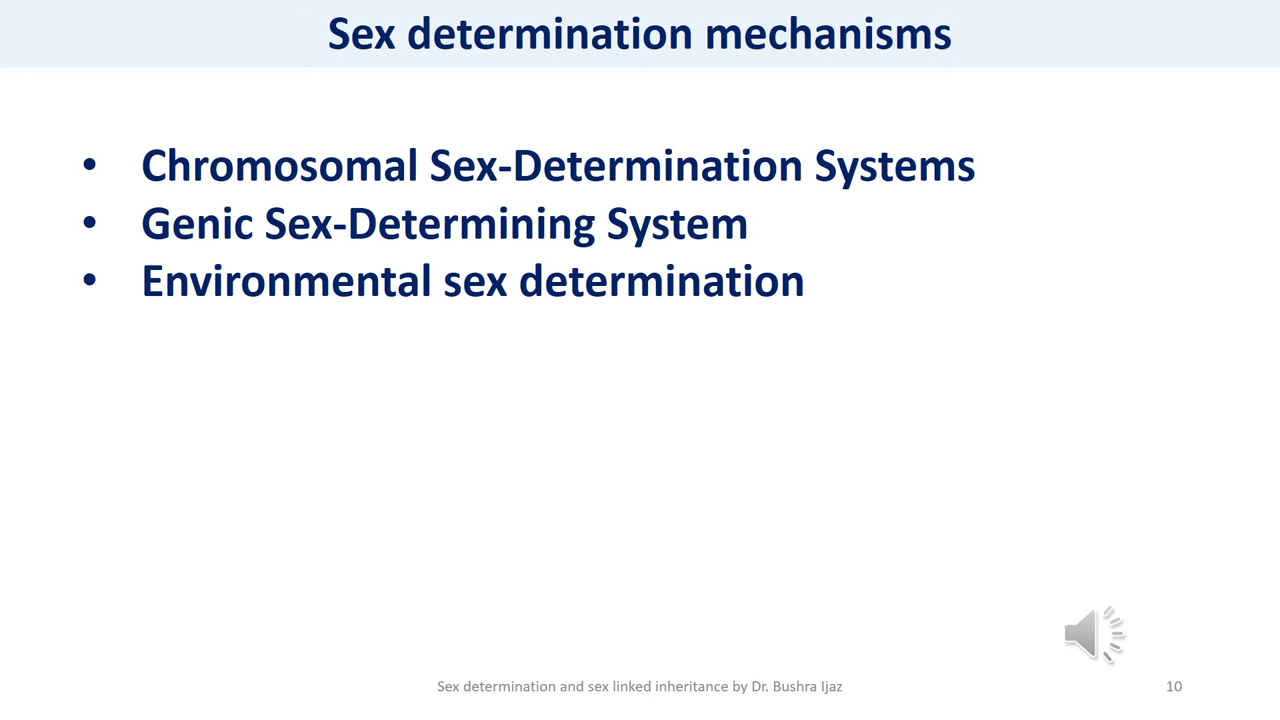 Sex determination mechanisms
• Chromosomal Sex-Determination Systems
• Genic Sex-Determining System
• Environmental sex determination
Sex determination and sex linked inheritance by Dr. Bushra Ijaz
10